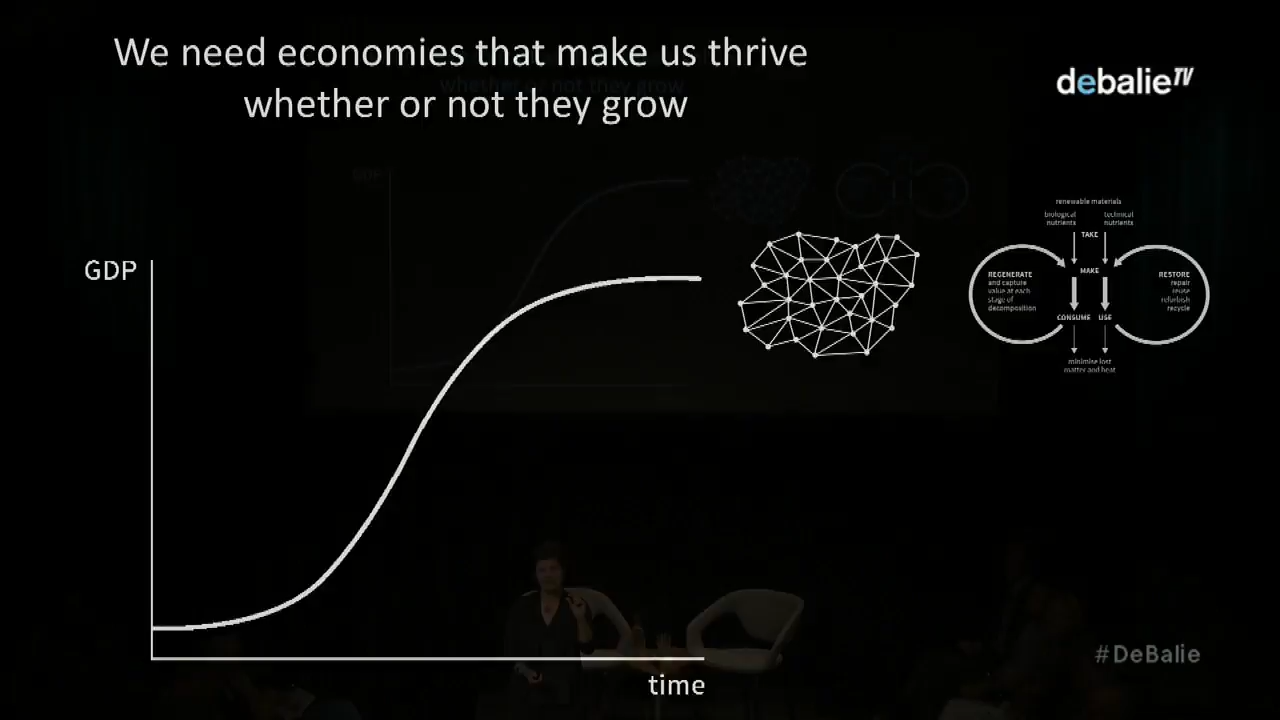 We need economies that make us thrive
whether or not they grow
debalieTV
GDP
time
renewable materials
biological
nutrients
technical
nutrients
TAKE
MAKE
REGENERATE
and capture
value at each
stage of
decomposition
RESTORE
repair
reuse
refurbish
recycle
CONSUME
USE
minimise lost
matter and heat
#DeBalie